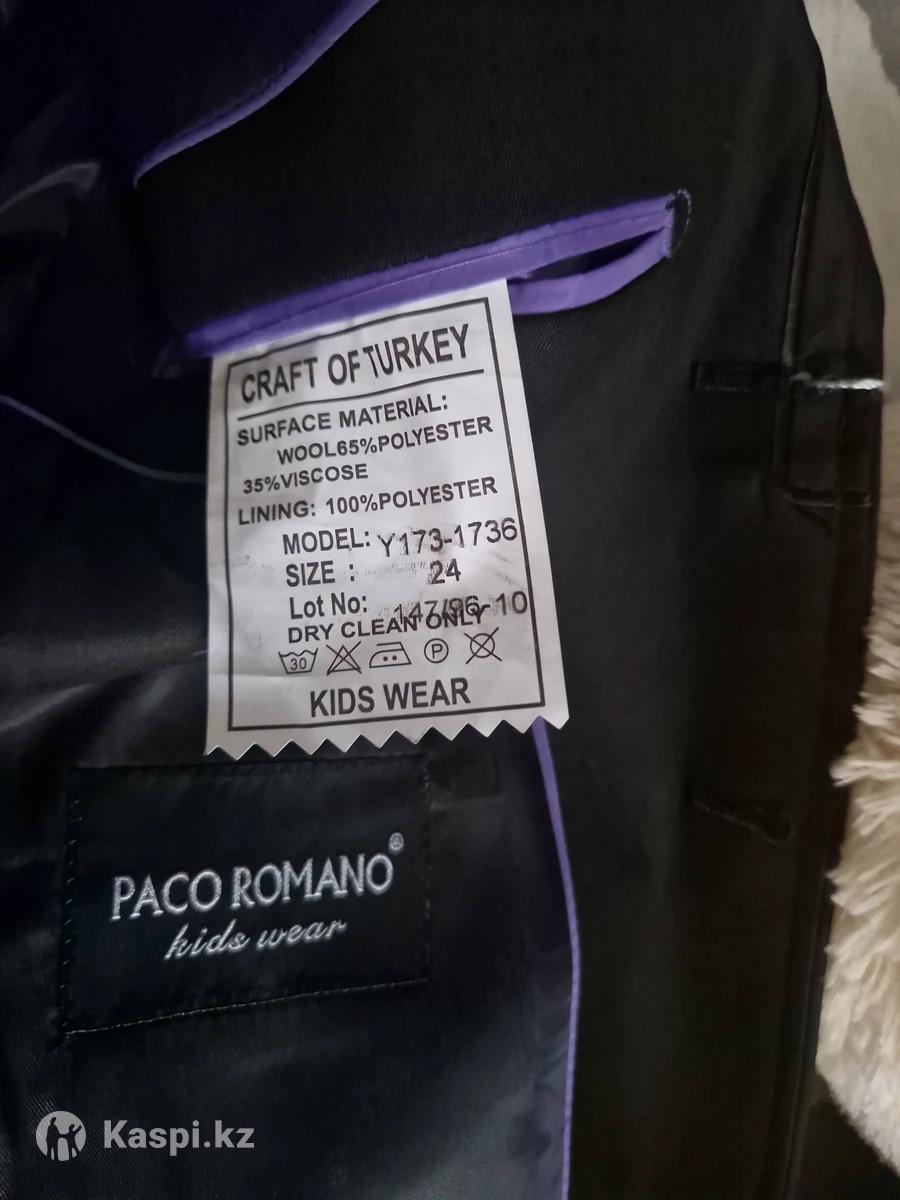 CRAFT OF TURKEY
SURFACE MATERIAL:
WOOL65%POLYESTER
35%VISCOSE
LINING: 100%POLYESTER
MODEL: Y173-1736
SIZE : 24
Lot No: 147/96-10
DRY CLEAN ONLY
30 P
KIDS WEAR
PACO ROMANO®
kids wear
Kaspi.kz